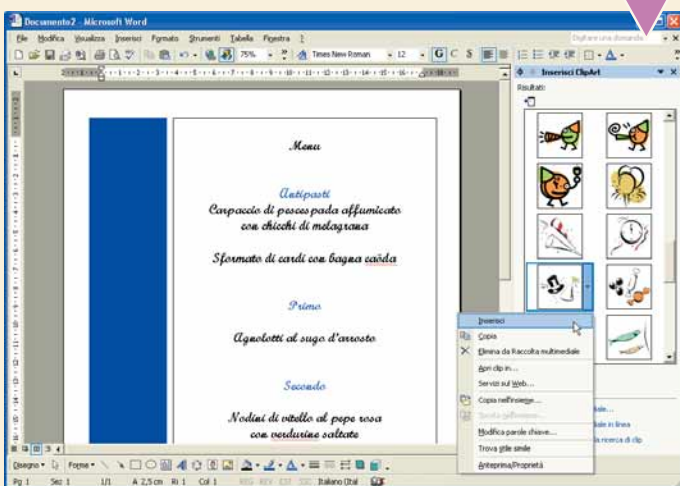 Documento2 - Microsoft Word
File Modifica Visualizza Inserisci Formato Strumenti Tabella Finestra ?
Digitare una domanda
75% Times New Roman 12 G C S
Inserisci ClipArt
Risultati:
Menu
Antipasti
Carpaccio di pesce spada affumicato
con chicchi di melagrana
Sformato di cardi con bagna caöda
Primo
Agnolotti al sugo d'arrosto
Secondo
Nodini di vitello al pepe rosa
con verdurine saltate
Inserisci
Copia
Elimina da Raccolta multimediale
Apri clip in...
Servizi sul Web...
Copia nell'insieme...
Modifica parole chiave...
Trova stile simile
Anteprima/Proprietà
Disegno Forme
Pg 1 Sez 1 1/1 A 2,5 cm Ri 1 Col 1 REG REV EST SSC Italiano (Ital